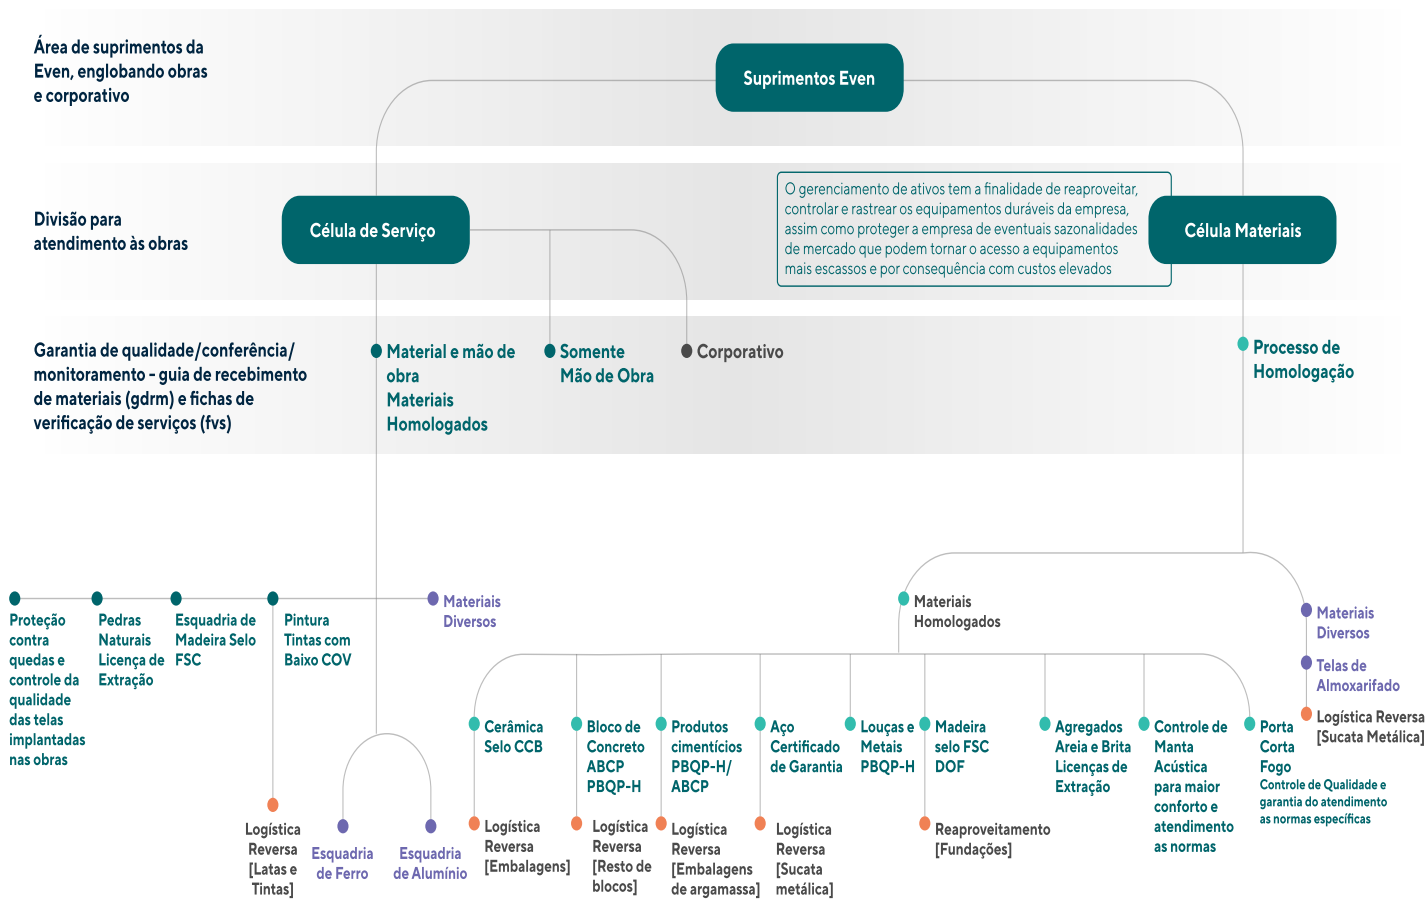 Área de suprimentos da
Even, englobando obras
e corporativo
Suprimentos Even
Divisão para
atendimento às obras
Célula de Serviço
O gerenciamento de ativos tem a finalidade de reaproveitar,
controlar e rastrear os equipamentos duráveis da empresa,
assim como proteger a empresa de eventuais sazonalidades
de mercado que podem tornar o acesso a equipamentos
mais escassos e por consequência com custos elevados
Célula Materiais
Garantia de qualidade/conferência/
monitoramento - guia de recebimento
de materiais (gdrm) e fichas de
verificação de serviços (fvs)
Material e mão de
obra
Materiais
Homologados
Somente
Mão de Obra
Corporativo
Processo de
Homologação
Proteção
contra
quedas e
controle da
qualidade
das telas
implantadas
nas obras
Pedras
Naturais
Licença de
Extração
Esquadria de
Madeira Selo
FSC
Pintura
Tintas com
Baixo COV
Materiais
Diversos
Logística
Reversa
[Latas e
Tintas]
Esquadria
de Ferro
Esquadria
de Alumínio
Materiais
Homologados
Materiais
Diversos
Telas de
Almoxarifado
Logística Reversa
[Sucata Metálica]
Cerâmica
Selo CCB
Bloco de
Concreto
ABCP
PBQP-H
Produtos
cimentícios
PBQP-H/
ABCP
Aço
Certificado
de Garantia
Louças e
Metais
PBQP-H
Madeira
selo FSC
DOF
Agregados
Areia e Brita
Licenças de
Extração
Controle de
Manta
Acústica
para maior
conforto e
atendimento
as normas
Porta
Corta
Fogo
Controle de Qualidade e
garantia do atendimento
as normas específicas
Logística
Reversa
[Embalagens]
Logística
Reversa
[Resto de
blocos]
Logística
Reversa
[Embalagens
de argamassa]
Logística
Reversa
[Sucata
metálica]
Reaproveitamento
[Fundações]